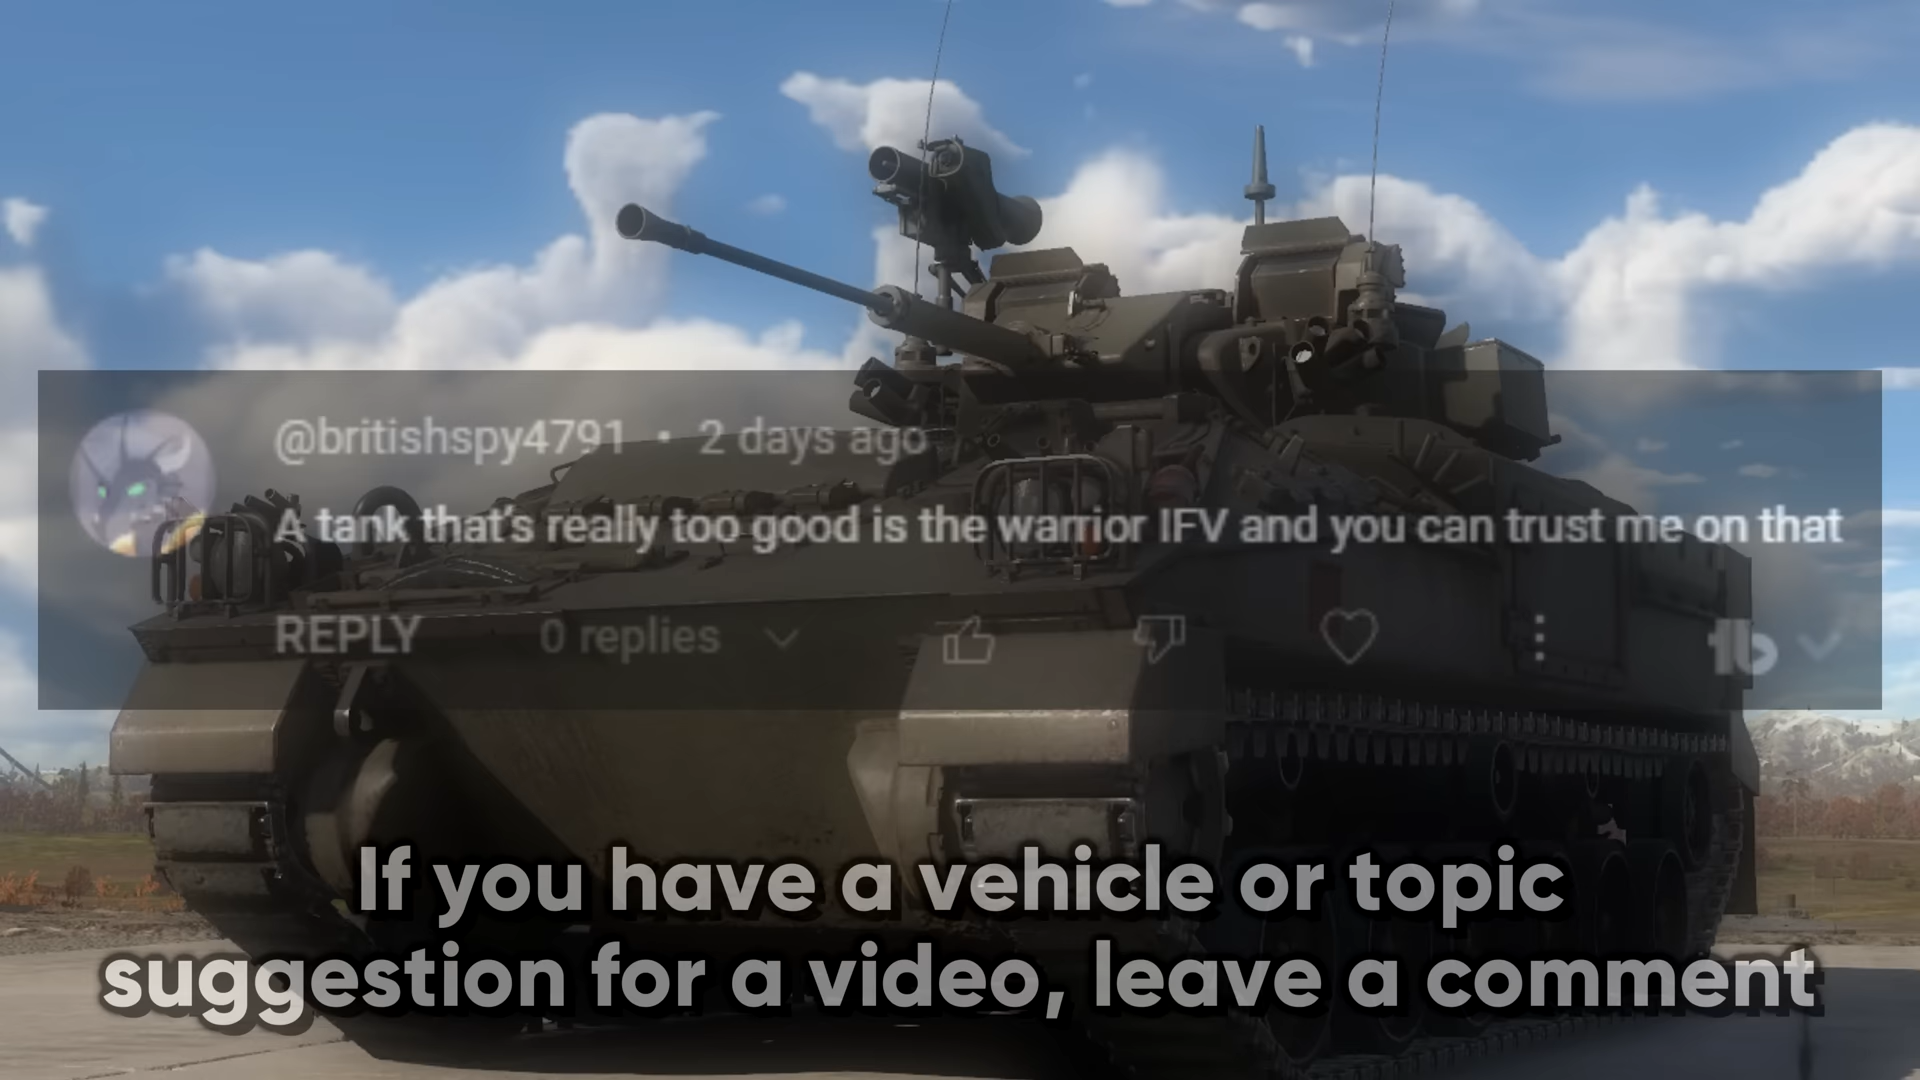 @britishspy4791 · 2 days ago
A tank that's really too good is the warrior IFV and you can trust me on that
REPLY 0 replies
If you have a vehicle or topic
suggestion for a video, leave a comment